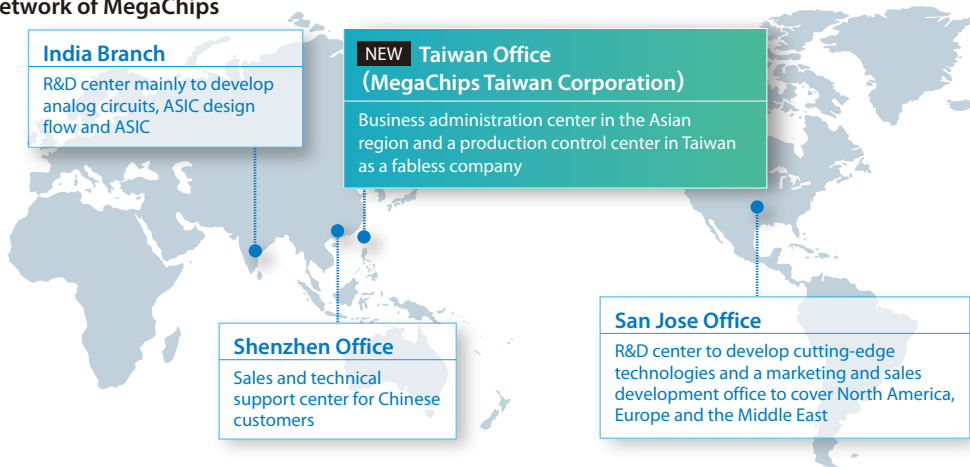 etwork of MegaChips
India Branch
R&D center mainly to develop
analog circuits, ASIC design
flow and ASIC
NEW Taiwan Office
(MegaChips Taiwan Corporation)
Business administration center in the Asian
region and a production control center in Taiwan
as a fabless company
Shenzhen Office
Sales and technical
support center for Chinese
customers
San Jose Office
R&D center to develop cutting-edge
technologies and a marketing and sales
development office to cover North America,
Europe and the Middle East